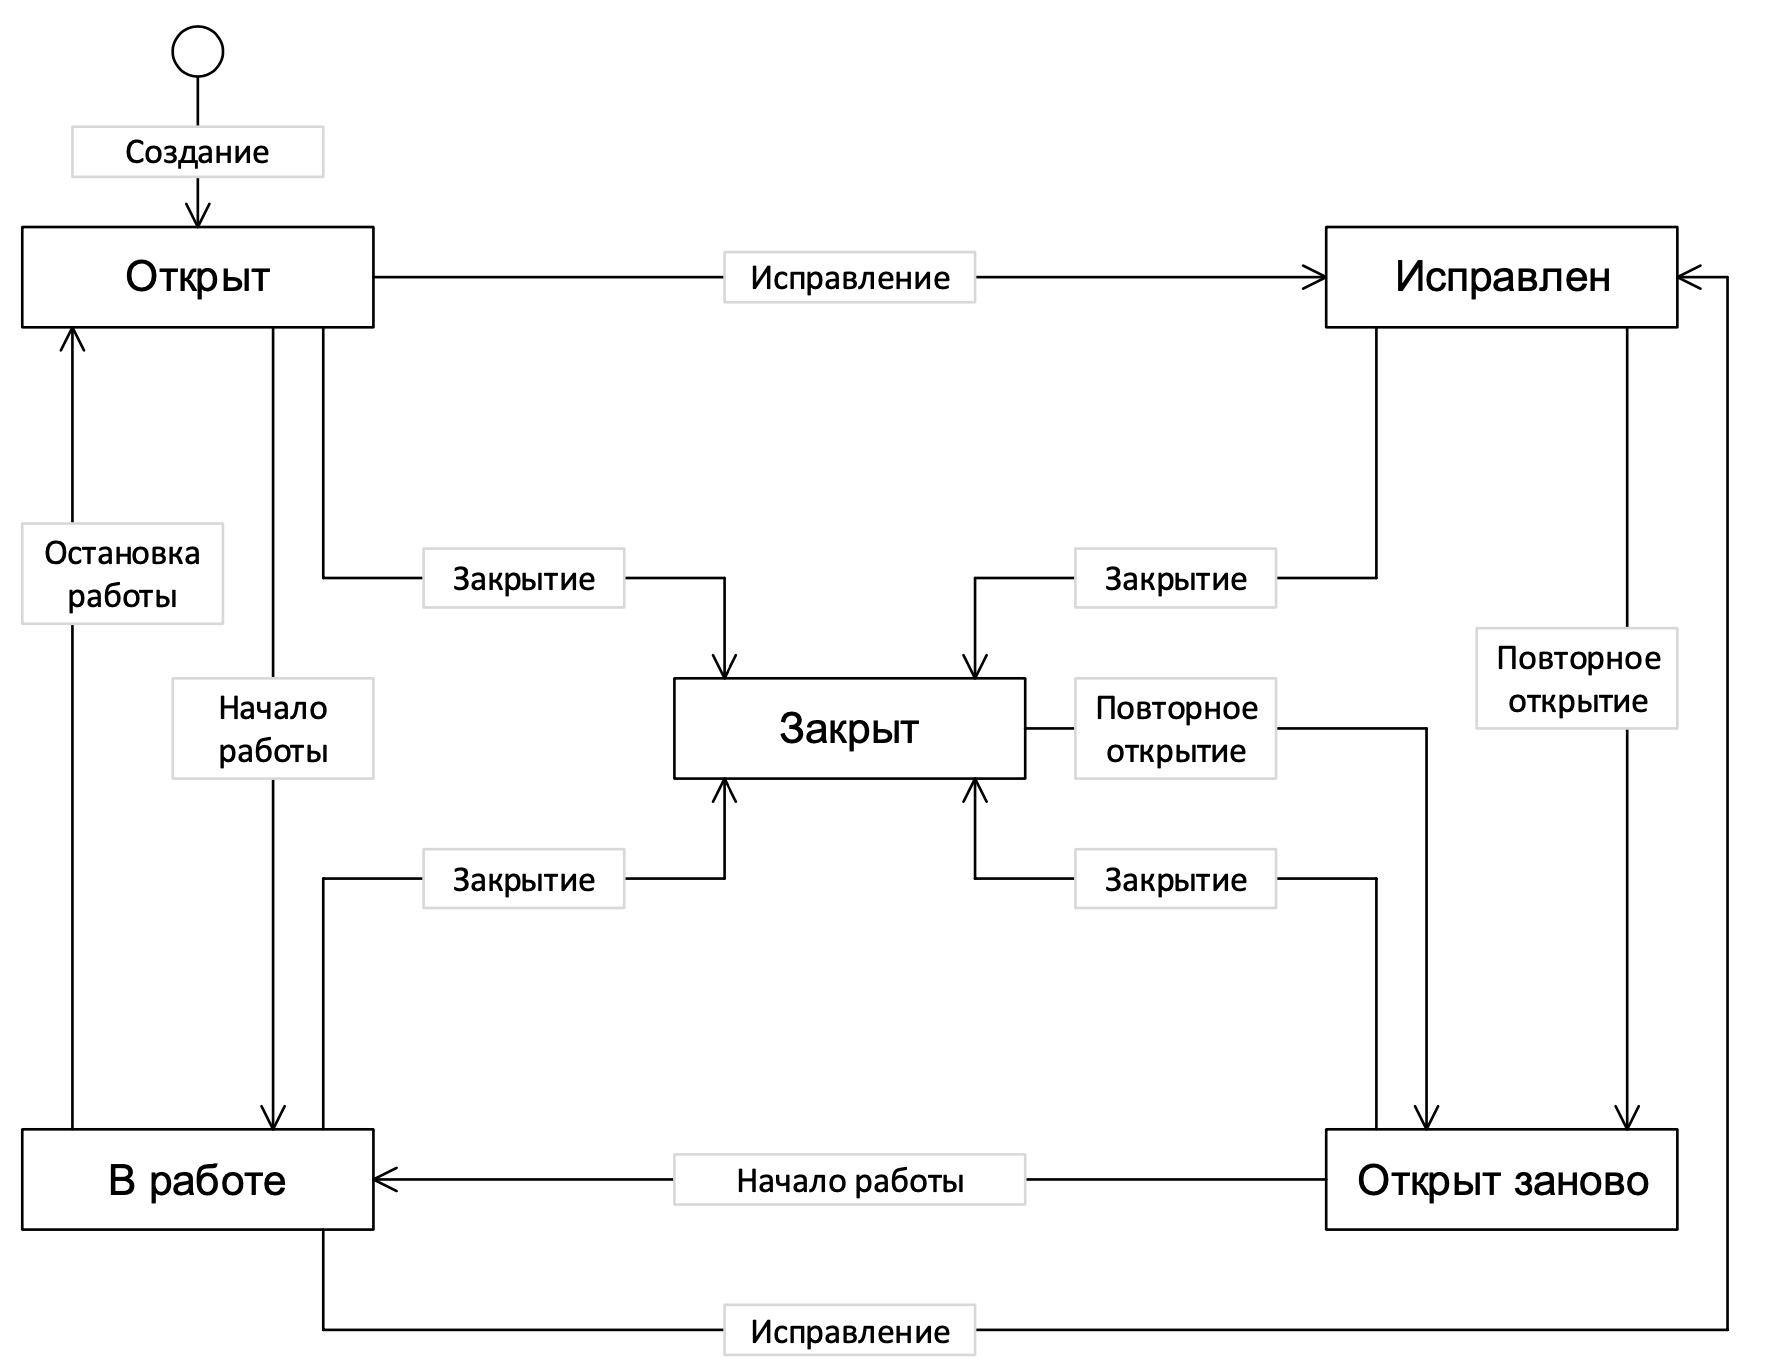 Создание
Открыт
Исправление
Исправлен
Остановка
работы
Закрытие
Закрытие
Повторное
открытие
Начало
работы
Закрыт
Повторное
открытие
Закрытие
Закрытие
В работе
Начало работы
Открыт заново
Исправление